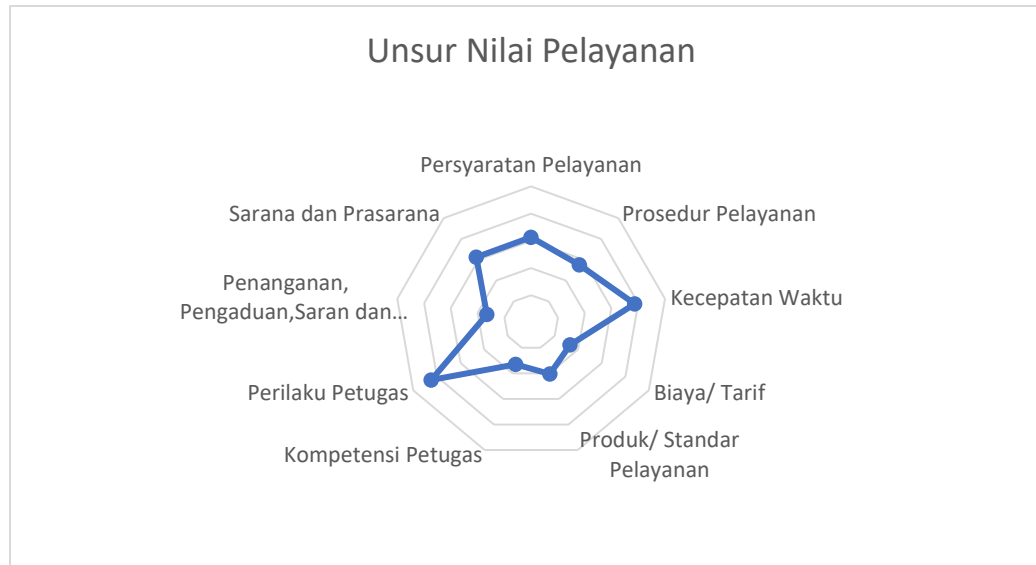 Unsur Nilai Pelayanan
Persyaratan Pelayanan
Sarana dan Prasarana
Prosedur Pelayanan
Penanganan,
Pengaduan,Saran dan...
Kecepatan Waktu
Perilaku Petugas
Biaya/ Tarif
Kompetensi Petugas
Produk/ Standar
Pelayanan